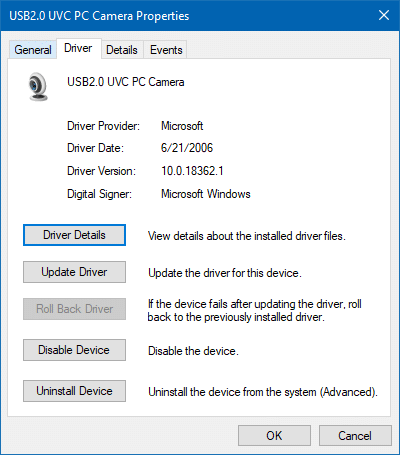 USB2.0 UVC PC Camera Properties
General Driver Details Events
USB2.0 UVC PC Camera
Driver Provider: Microsoft
Driver Date: 6/21/2006
Driver Version: 10.0.18362.1
Digital Signer: Microsoft Windows
Driver Details View details about the installed driver files.
Update Driver Update the driver for this device.
Roll Back Driver If the device fails after updating the driver, roll
back to the previously installed driver.
Disable Device Disable the device.
Uninstall Device Uninstall the device from the system (Advanced).
OK Cancel